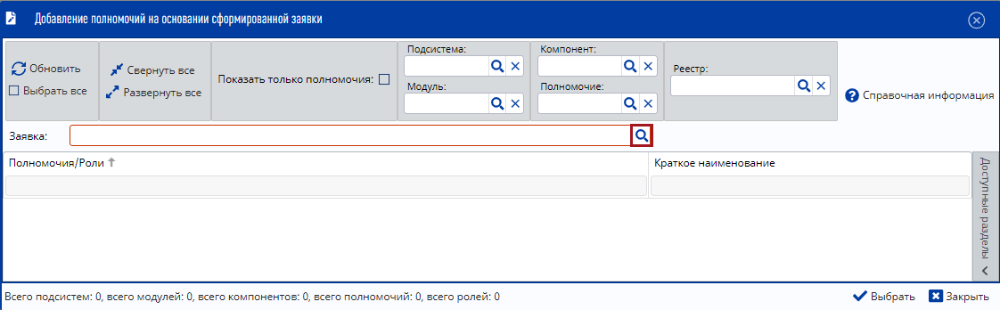 Добавление полномочий на основании сформированной заявки
Обновить
Выбрать все
Свернуть все
Развернуть все
Показать только полномочия:
Подсистема:
Модуль:
Компонент:
Полномочие:
Реестр:
Справочная информация
Заявка:
Полномочия/Роли
Краткое наименование
Доступные разделы
Всего подсистем: 0, всего модулей: 0, всего компонентов: 0, всего полномочий: 0, всего ролей: 0
Выбрать
Закрыть